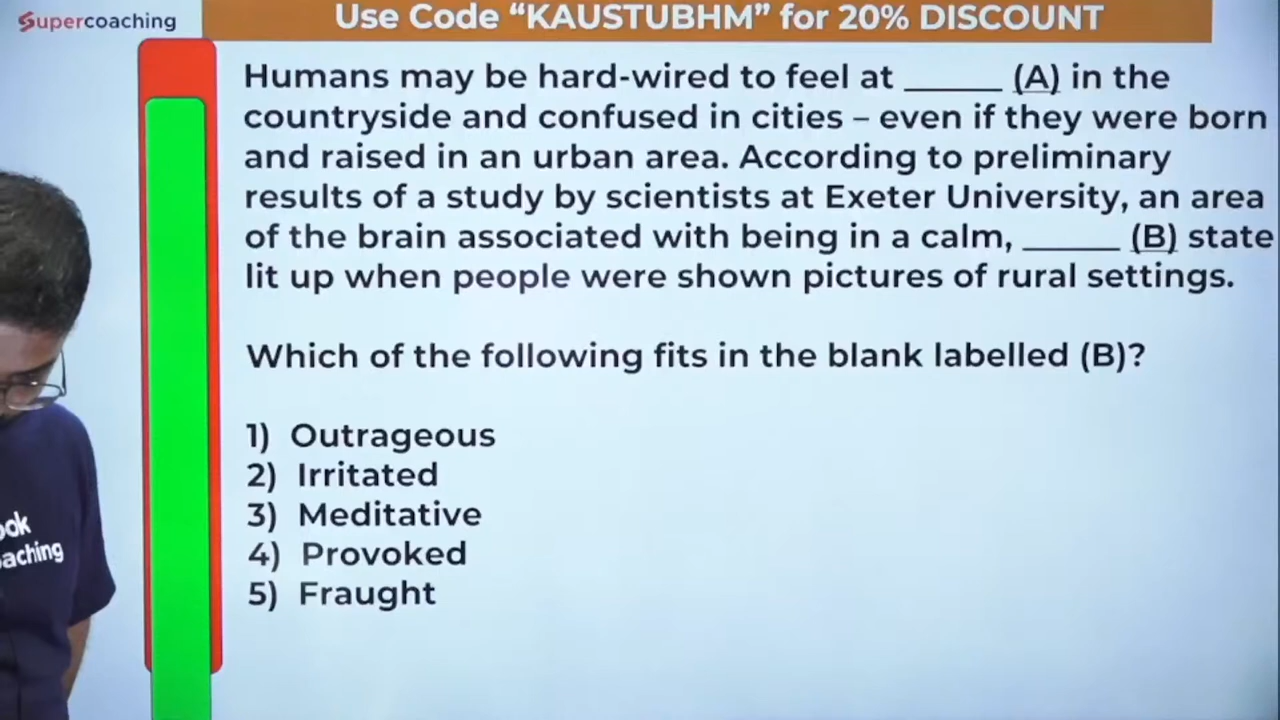 Supercoaching
Use Code “KAUSTUBHM” for 20% DISCOUNT
Humans may be hard-wired to feel at ______ (A) in the
countryside and confused in cities – even if they were born
and raised in an urban area. According to preliminary
results of a study by scientists at Exeter University, an area
of the brain associated with being in a calm, ______ (B) state
lit up when people were shown pictures of rural settings.
Which of the following fits in the blank labelled (B)?
1) Outrageous
2) Irritated
3) Meditative
4) Provoked
5) Fraught
ook
aching